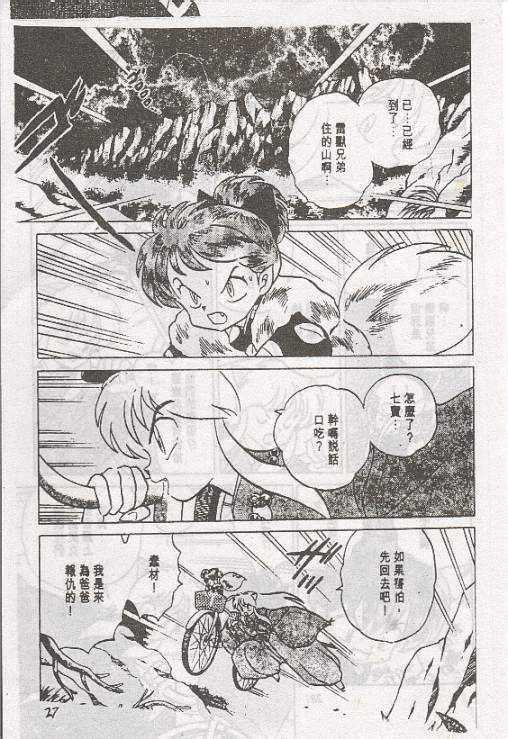 已…已經
到了…
雷獸兄弟
住的山啊…
怎麼了?
七寶…
幹嗎説話
口吃?
如果害怕,
先回去吧!
蠢材!
我是來
為爸爸
報仇的!
27